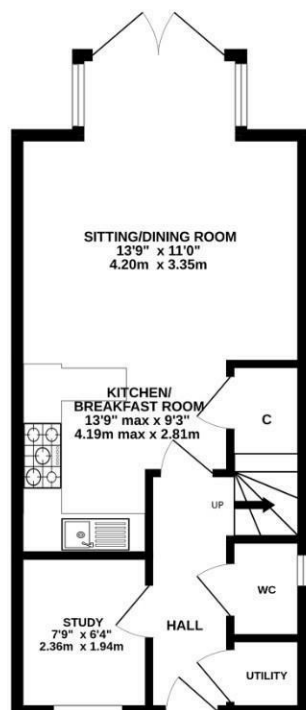 SITTING/DINING ROOM
13'9" x 11'0"
4.20m x 3.35m
KITCHEN/
BREAKFAST ROOM
13'9" max x 9'3"
4.19m max x 2.81m
C
UP
WC
STUDY
7'9" x 6'4"
2.36m x 1.94m
HALL
UTILITY